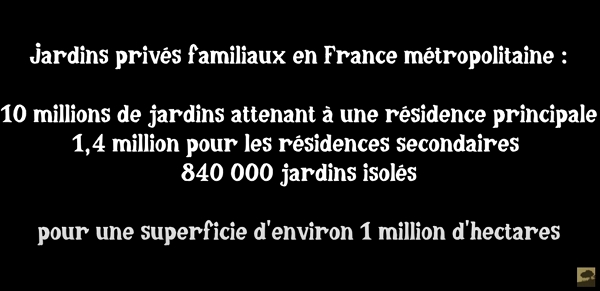 Jardins privés familiaux en France métropolitaine :
10 millions de jardins attenant à une résidence principale
1,4 million pour les résidences secondaires
840 000 jardins isolés
pour une superficie d'environ 1 million d'hectares